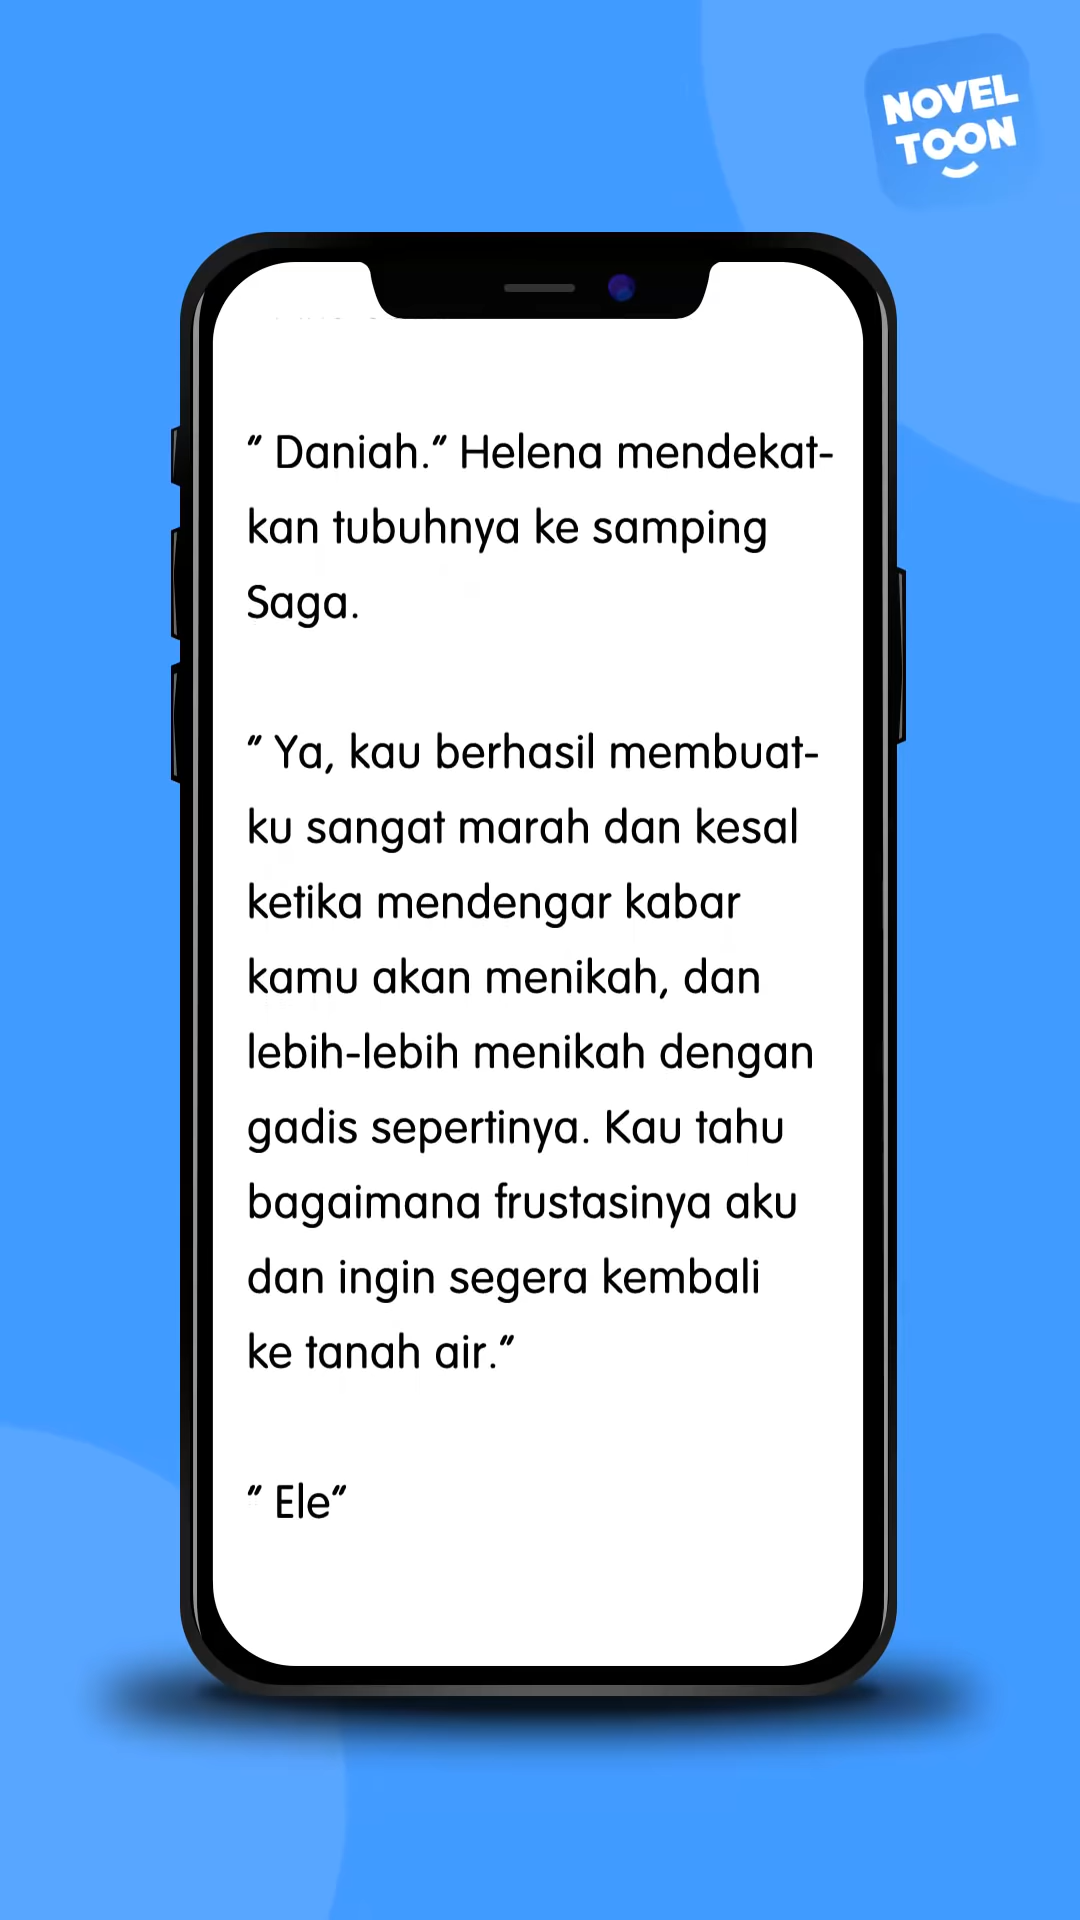 NOVEL
TOON
" Daniah." Helena mendekat-
kan tubuhnya ke samping
Saga.
" Ya, kau berhasil membuat-
ku sangat marah dan kesal
ketika mendengar kabar
kamu akan menikah, dan
lebih-lebih menikah dengan
gadis sepertinya. Kau tahu
bagaimana frustasinya aku
dan ingin segera kembali
ke tanah air."
" Ele"